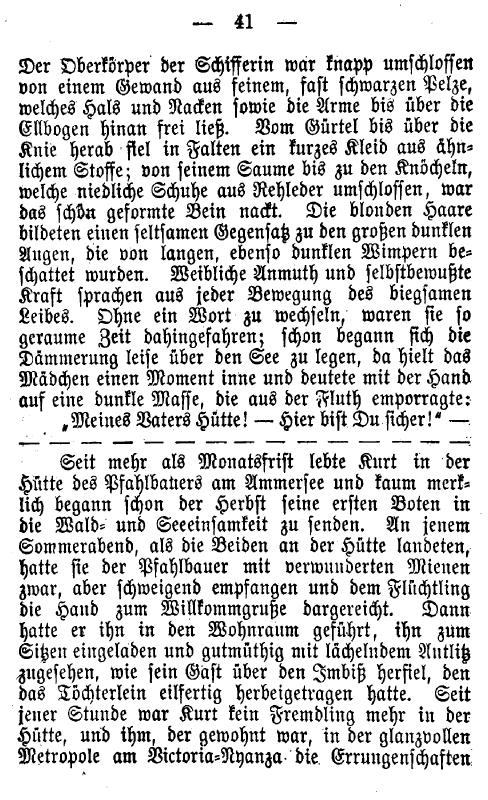 — 41 —
Der Oberkörper der Schifferin war knapp umschlossen
von einem Gewand aus feinem, fast schwarzen Pelze,
welches Hals und Nacken sowie die Arme bis über die
Ellbogen hinan frei ließ. Vom Gürtel bis über die
Knie herab fiel in Falten ein kurzes Kleid aus ähn-
lichem Stoffe; von seinem Saume bis zu den Knöcheln,
welche niedliche Schuhe aus Rehleder umschlossen, war
das schön geformte Bein nackt. Die blonden Haare
bildeten einen seltsamen Gegensatz zu den großen dunklen
Augen, die von langen, ebenso dunklen Wimpern be-
schattet wurden. Weibliche Anmuth und selbstbewußte
Kraft sprachen aus jeder Bewegung des biegsamen
Leibes. Ohne ein Wort zu wechseln, waren sie so
geraume Zeit dahingefahren; schon begann sich die
Dämmerung leise über den See zu legen, da hielt das
Mädchen einen Moment inne und deutete mit der Hand
auf eine dunkle Masse, die aus der Fluth emporragte:
„Meines Vaters Hütte! — Hier bist Du sicher!“ —
— — — — — — — — — — — — — — — — —
Seit mehr als Monatsfrist lebte Kurt in der
Hütte des Pfahlbauers am Ammersee und kaum merk-
lich begann schon der Herbst seine ersten Boten in
die Wald- und Seeeinsamkeit zu senden. An jenem
Sommerabend, als die Beiden an der Hütte landeten,
hatte sie der Pfahlbauer mit verwunderten Mienen
zwar, aber schweigend empfangen und dem Flüchtling
die Hand zum Willkommgruße dargereicht. Dann
hatte er ihn in den Wohnraum geführt, ihn zum
Sitzen eingeladen und gutmüthig mit lächelndem Antlitz
zugesehen, wie sein Gast über den Imbiß herfiel, den
das Töchterlein eilfertig herbeigetragen hatte. Seit
jener Stunde war Kurt kein Fremdling mehr in der
Hütte, und ihm, der gewohnt war, in der glanzvollen
Metropole am Victoria-Nyanza die Errungenschaften